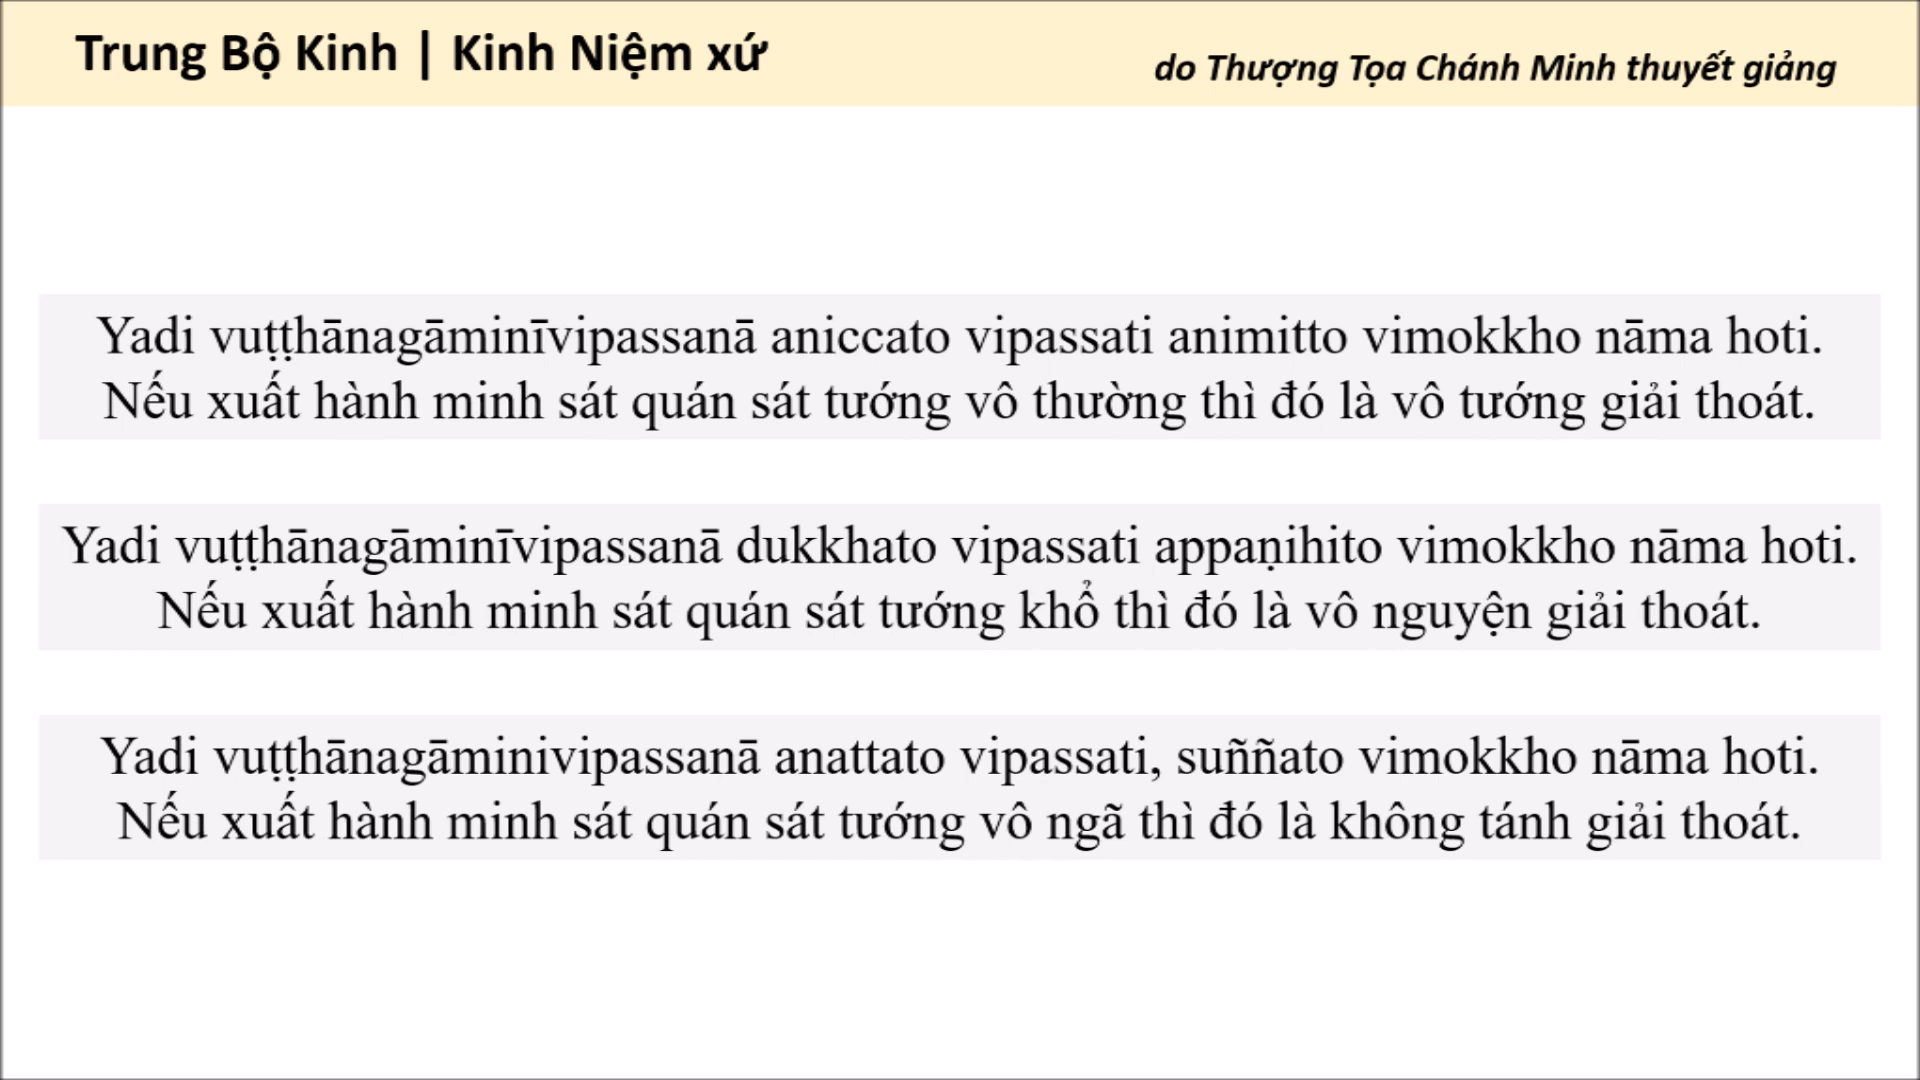 Trung Bộ Kinh | Kinh Niệm xứ
do Thượng Tọa Chánh Minh thuyết giảng
Yadi vuṭṭhānagāminīvipassanā aniccato vipassati animitto vimokkho nāma hoti.
Nếu xuất hành minh sát quán sát tướng vô thường thì đó là vô tướng giải thoát.
Yadi vuṭṭhānagāminīvipassanā dukkhato vipassati appaṇihito vimokkho nāma hoti.
Nếu xuất hành minh sát quán sát tướng khổ thì đó là vô nguyện giải thoát.
Yadi vuṭṭhānagāminivipassanā anattato vipassati, suññato vimokkho nāma hoti.
Nếu xuất hành minh sát quán sát tướng vô ngã thì đó là không tánh giải thoát.